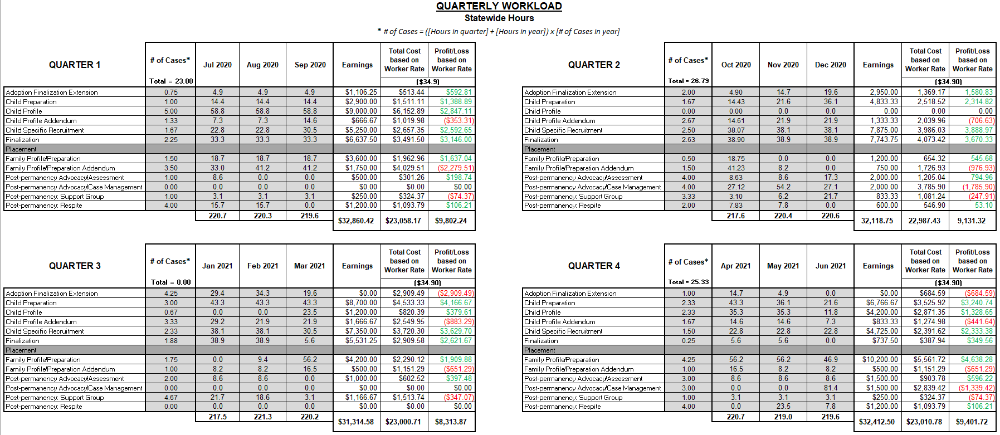 QUARTERLY WORKLOAD
Statewide Hours
* # of Cases = ([Hours in quarter] ÷ [Hours in year]) x [# of Cases in year]
QUARTER 1 # of Cases* Jul 2020 Aug 2020 Sep 2020 Earnings Total Cost based on Worker Rate Profit/Loss based on Worker Rate
Total = 23.00 ($34.9)
Adoption Finalization Extension 0.75 4.9 4.9 4.9 $1,106.25 $513.44 $592.81
Child Preparation 1.00 14.4 14.4 14.4 $2,900.00 $1,511.11 $1,388.89
Child Profile 5.00 58.8 58.8 58.8 $9,000.00 $6,152.89 $2,847.11
Child Profile Addendum 1.33 7.3 7.3 14.6 $666.67 $1,019.98 ($353.31)
Child Specific Recruitment 1.67 22.8 22.8 30.5 $5,250.00 $2,657.35 $2,592.65
Finalization 2.25 33.3 33.3 33.3 $6,637.50 $3,491.50 $3,146.00
Placement
Family Profile/Preparation 1.50 18.7 18.7 18.7 $3,600.00 $1,962.96 $1,637.04
Family Profile/Preparation Addendum 3.50 33.0 41.2 41.2 $1,750.00 $4,029.51 ($2,279.51)
Post-permanency Advocacy/Assessment 1.00 8.6 0.0 0.0 $500.00 $301.26 $198.74
Post-permanency Advocacy/Case Management 0.00 0.0 0.0 0.0 $0.00 $0.00 $0.00
Post-permanency: Support Group 1.00 3.1 3.1 3.1 $250.00 $324.37 ($74.37)
Post-permanency: Respite 4.00 15.7 15.7 0.0 $1,200.00 $1,093.79 $106.21
220.7 220.3 219.6 $32,860.42 $23,058.17 $9,802.24
QUARTER 2 # of Cases* Oct 2020 Nov 2020 Dec 2020 Earnings Total Cost based on Worker Rate Profit/Loss based on Worker Rate
Total = 26.79 ($34.90)
Adoption Finalization Extension 2.00 4.90 14.7 19.6 2,950.00 1,369.17 1,580.83
Child Preparation 1.67 14.43 21.6 36.1 4,833.33 2,518.52 2,314.82
Child Profile 0.00 0.00 0.0 0.0 0.00 0.00 0.00
Child Profile Addendum 2.67 14.61 21.9 21.9 1,333.33 2,039.96 (706.63)
Child Specific Recruitment 2.50 38.07 38.1 38.1 7,875.00 3,986.03 3,888.97
Finalization 2.63 38.90 38.9 38.9 7,743.75 4,073.42 3,670.33
Placement
Family Profile/Preparation 0.50 18.75 0.0 0.0 1,200.00 654.32 545.68
Family Profile/Preparation Addendum 1.50 41.23 8.2 0.0 750.00 1,726.93 (976.93)
Post-permanency Advocacy/Assessment 4.00 8.63 8.6 17.3 2,000.00 1,205.04 794.96
Post-permanency Advocacy/Case Management 4.00 27.12 54.2 27.1 2,000.00 3,785.90 (1,785.90)
Post-permanency: Support Group 3.33 3.10 6.2 21.7 833.33 1,081.24 (247.91)
Post-permanency: Respite 2.00 7.83 7.8 0.0 600.00 546.90 53.10
217.6 220.4 220.6 32,118.75 22,987.43 9,131.32
QUARTER 3 # of Cases* Jan 2021 Feb 2021 Mar 2021 Earnings Total Cost based on Worker Rate Profit/Loss based on Worker Rate
Total = 0.00 ($34.90)
Adoption Finalization Extension 4.25 29.4 34.3 19.6 $0.00 $2,909.49 ($2,909.49)
Child Preparation 3.00 43.3 43.3 43.3 $8,700.00 $4,533.33 $4,166.67
Child Profile 0.67 0.0 0.0 23.5 $1,200.00 $820.39 $379.61
Child Profile Addendum 3.33 29.2 21.9 21.9 $1,666.67 $2,549.95 ($883.29)
Child Specific Recruitment 2.33 38.1 38.1 30.5 $7,350.00 $3,720.30 $3,629.70
Finalization 1.88 38.9 38.9 5.6 $5,531.25 $2,909.58 $2,621.67
Placement
Family Profile/Preparation 1.75 0.0 9.4 56.2 $4,200.00 $2,290.12 $1,909.88
Family Profile/Preparation Addendum 1.00 8.2 8.2 16.5 $500.00 $1,151.29 ($651.29)
Post-permanency Advocacy/Assessment 2.00 8.6 8.6 0.0 $1,000.00 $602.52 $397.48
Post-permanency Advocacy/Case Management 0.00 0.0 0.0 0.0 $0.00 $0.00 $0.00
Post-permanency: Support Group 4.67 21.7 18.6 3.1 $1,166.67 $1,513.74 ($347.07)
Post-permanency: Respite 0.00 0.0 0.0 0.0 $0.00 $0.00 $0.00
217.5 221.3 220.2 $31,314.58 $23,000.71 $8,313.87
QUARTER 4 # of Cases* Apr 2021 May 2021 Jun 2021 Earnings Total Cost based on Worker Rate Profit/Loss based on Worker Rate
Total = 25.33 ($34.90)
Adoption Finalization Extension 1.00 14.7 4.9 0.0 $0.00 $684.59 ($684.59)
Child Preparation 2.33 43.3 36.1 21.6 $6,766.67 $3,525.92 $3,240.74
Child Profile 2.33 35.3 35.3 11.8 $4,200.00 $2,871.35 $1,328.65
Child Profile Addendum 1.67 14.6 14.6 7.3 $833.33 $1,274.98 ($441.64)
Child Specific Recruitment 1.50 22.8 22.8 22.8 $4,725.00 $2,391.62 $2,333.38
Finalization 0.25 5.6 5.6 0.0 $737.50 $387.94 $349.56
Placement
Family Profile/Preparation 4.25 56.2 56.2 46.9 $10,200.00 $5,561.72 $4,638.28
Family Profile/Preparation Addendum 1.00 16.5 8.2 8.2 $500.00 $1,151.29 ($651.29)
Post-permanency Advocacy/Assessment 3.00 8.6 8.6 8.6 $1,500.00 $903.78 $596.22
Post-permanency Advocacy/Case Management 3.00 0.0 0.0 81.4 $1,500.00 $2,839.42 ($1,339.42)
Post-permanency: Support Group 1.00 3.1 3.1 3.1 $250.00 $324.37 ($74.37)
Post-permanency: Respite 4.00 0.0 23.5 7.8 $1,200.00 $1,093.79 $106.21
220.7 219.0 219.6 $32,412.50 $23,010.78 $9,401.72